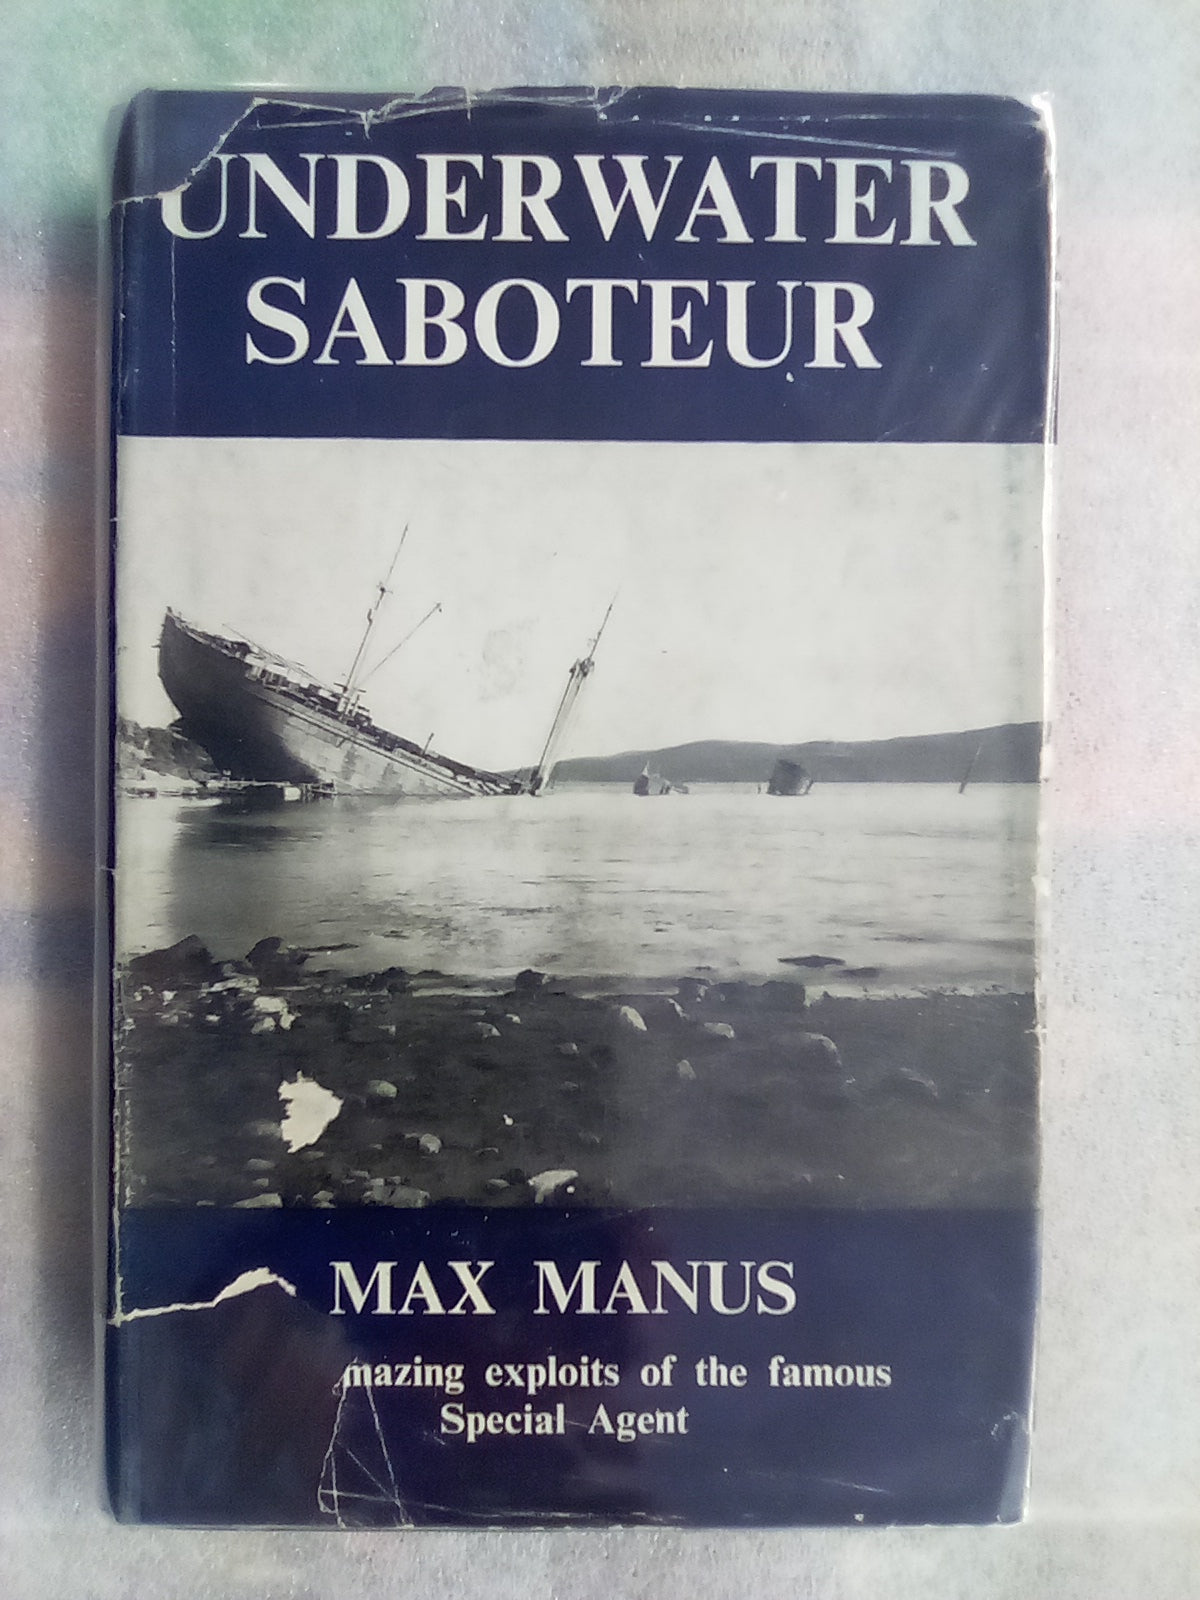 UNDERWATER
SABOTEUR
MAX MANUS
mazing exploits of the famous
Special Agent